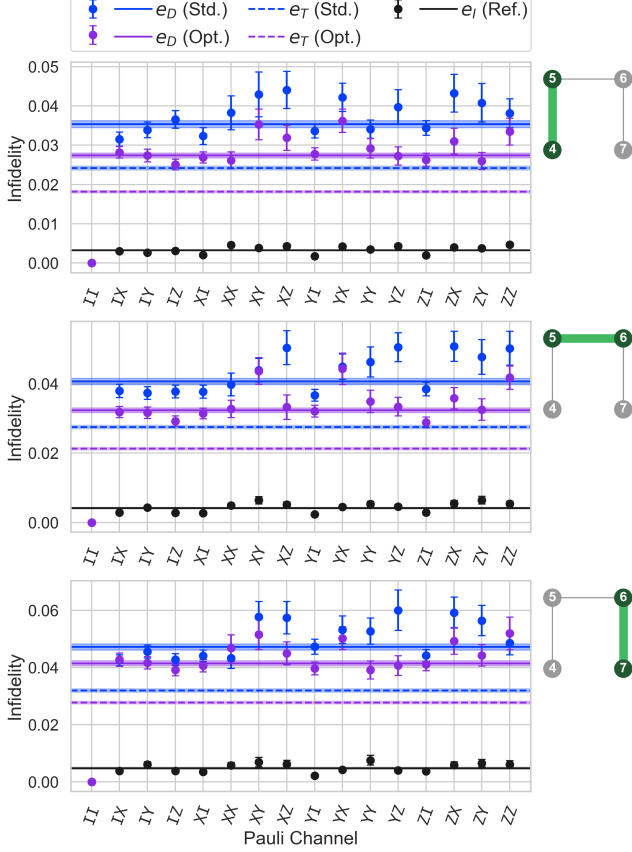 e_D (Std.) e_T (Std.) e_I (Ref.)
e_D (Opt.) e_T (Opt.)
0.05
0.04
0.03
0.02
0.01
0.00
Infidelity
II IX IY IZ XI XX XY XZ YI YX YY YZ ZI ZX ZY ZZ
5 6
4 7
0.04
0.02
0.00
Infidelity
II IX IY IZ XI XX XY XZ YI YX YY YZ ZI ZX ZY ZZ
5 6
4 7
0.06
0.04
0.02
0.00
Infidelity
II IX IY IZ XI XX XY XZ YI YX YY YZ ZI ZX ZY ZZ
Pauli Channel
5 6
4 7